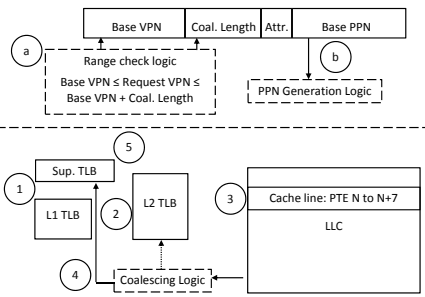 Base VPN Coal. Length Attr. Base PPN
a
Range check logic
Base VPN ≤ Request VPN ≤
Base VPN + Coal. Length
b
PPN Generation Logic
5
Sup. TLB
1
L1 TLB
2
L2 TLB
3
Cache line: PTE N to N+7
LLC
4
Coalescing Logic